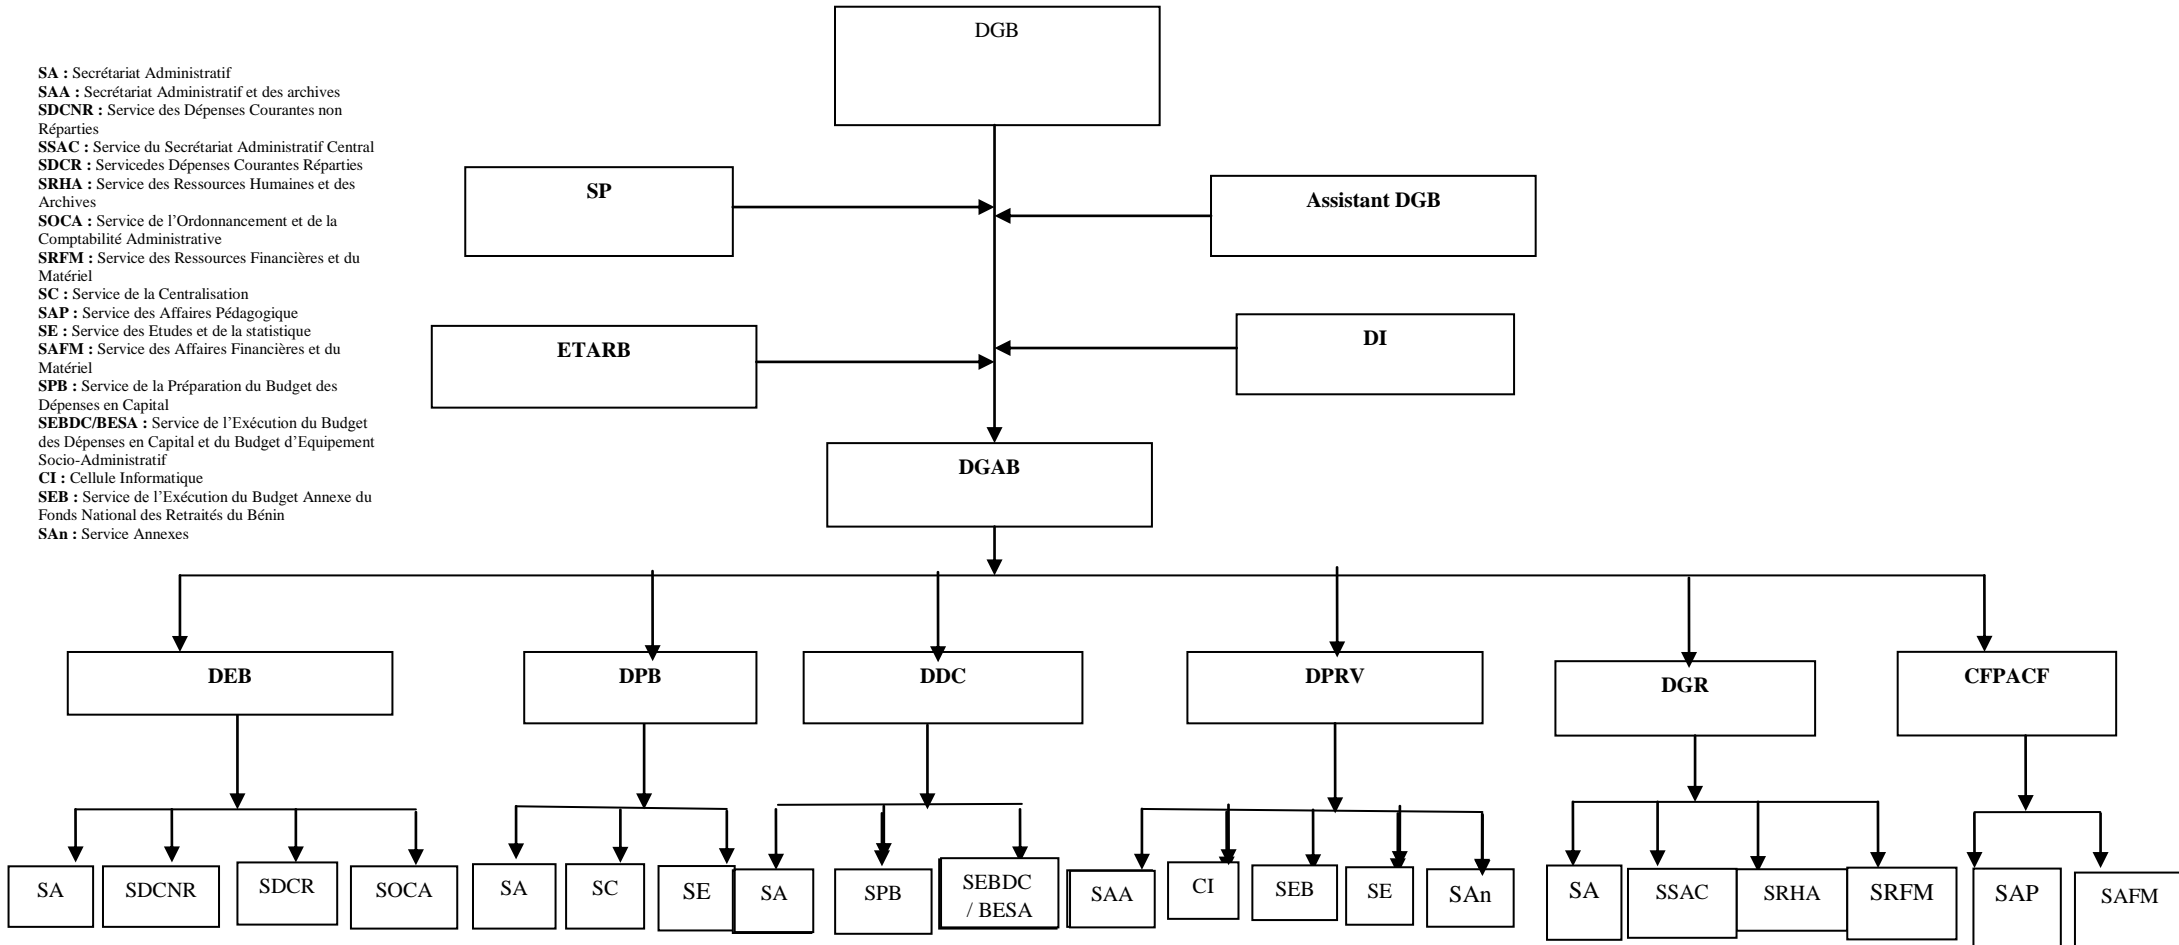 DGB
SA : Secrétariat Administratif
SAA : Secrétariat Administratif et des archives
SDCNR : Service des Dépenses Courantes non
Réparties
SSAC : Service du Secrétariat Administratif Central
SDCR : Servicedes Dépenses Courantes Réparties
SRHA : Service des Ressources Humaines et des
Archives
SOCA : Service de l’Ordonnancement et de la
Comptabilité Administrative
SRFM : Service des Ressources Financières et du
Matériel
SC : Service de la Centralisation
SAP : Service des Affaires Pédagogique
SE : Service des Etudes et de la statistique
SAFM : Service des Affaires Financières et du
Matériel
SPB : Service de la Préparation du Budget des
Dépenses en Capital
SEBDC/BESA : Service de l’Exécution du Budget
des Dépenses en Capital et du Budget d’Equipement
Socio-Administratif
CI : Cellule Informatique
SEB : Service de l’Exécution du Budget Annexe du
Fonds National des Retraités du Bénin
SAn : Service Annexes
SP
Assistant DGB
ETARB
DI
DGAB
DEB
DPB
DDC
DPRV
DGR
CFPACF
SA
SDCNR
SDCR
SOCA
SA
SC
SE
SA
SPB
SEBDC
/ BESA
SAA
CI
SEB
SE
SAn
SA
SSAC
SRHA
SRFM
SAP
SAFM